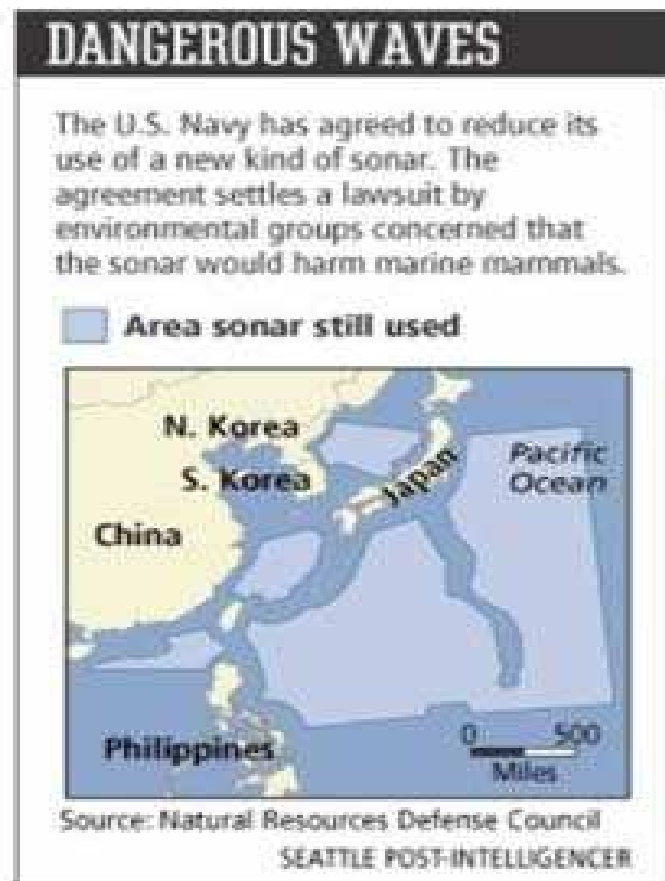 DANGEROUS WAVES
The U.S. Navy has agreed to reduce its
use of a new kind of sonar. The
agreement settles a lawsuit by
environmental groups concerned that
the sonar would harm marine mammals.
Area sonar still used
N. Korea
S. Korea
Japan
Pacific
Ocean
China
Philippines
0 500
Miles
Source: Natural Resources Defense Council
SEATTLE POST-INTELLIGENCER